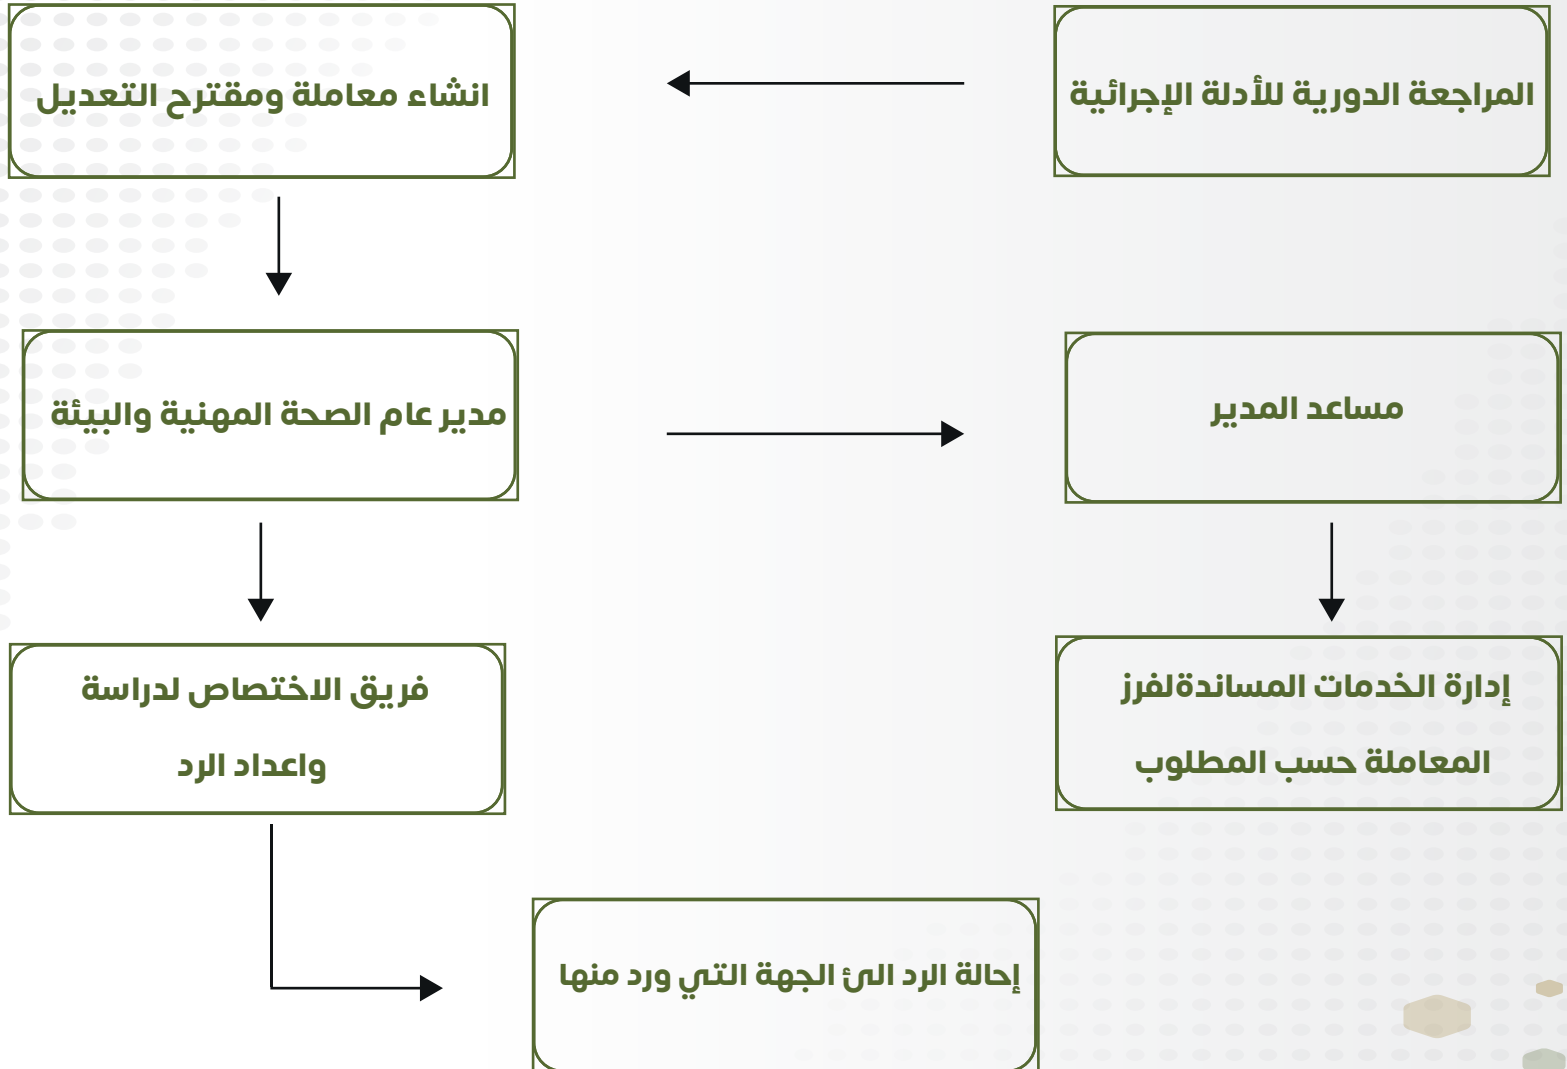 المراجعة الدورية للأدلة الإجرائية
انشاء معاملة ومقترح التعديل
مدير عام الصحة المهنية والبيئة
مساعد المدير
إدارة الخدمات المساندةلفرز
المعاملة حسب المطلوب
فريق الاختصاص لدراسة
واعداد الرد
إحالة الرد الئ الجهة التي ورد منها